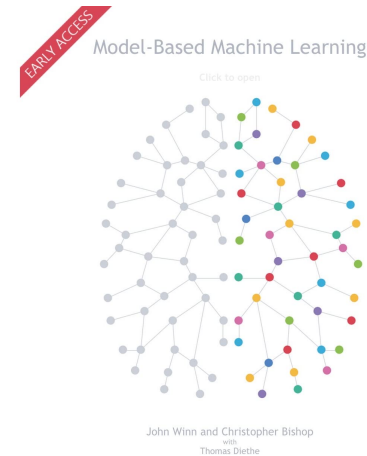 EARLY ACCESS
Model-Based Machine Learning
Click to open
John Winn and Christopher Bishop
with
Thomas Diethe